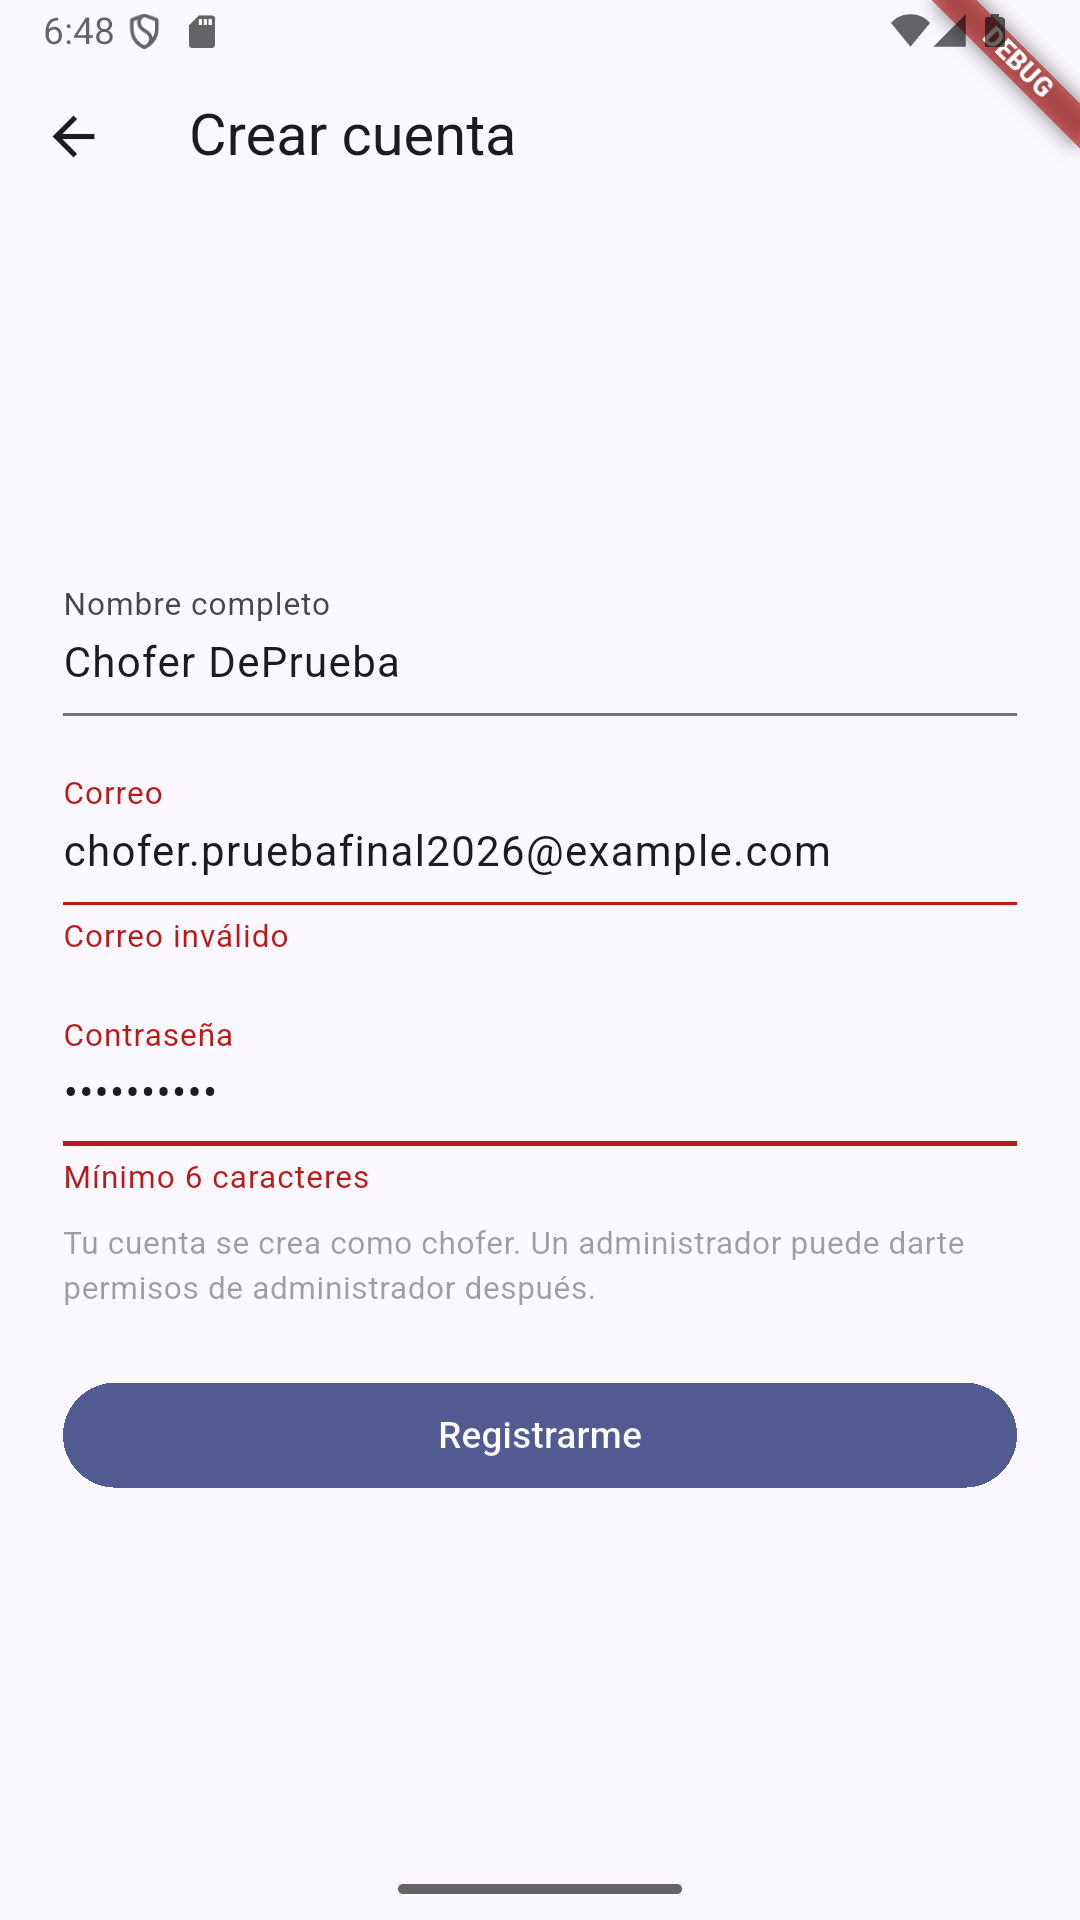 6:48
DEBUG
Crear cuenta
Nombre completo
Chofer DePrueba
Correo
chofer.pruebafinal2026@example.com
Correo inválido
Contraseña
••••••••••
Mínimo 6 caracteres
Tu cuenta se crea como chofer. Un administrador puede darte
permisos de administrador después.
Registrarme